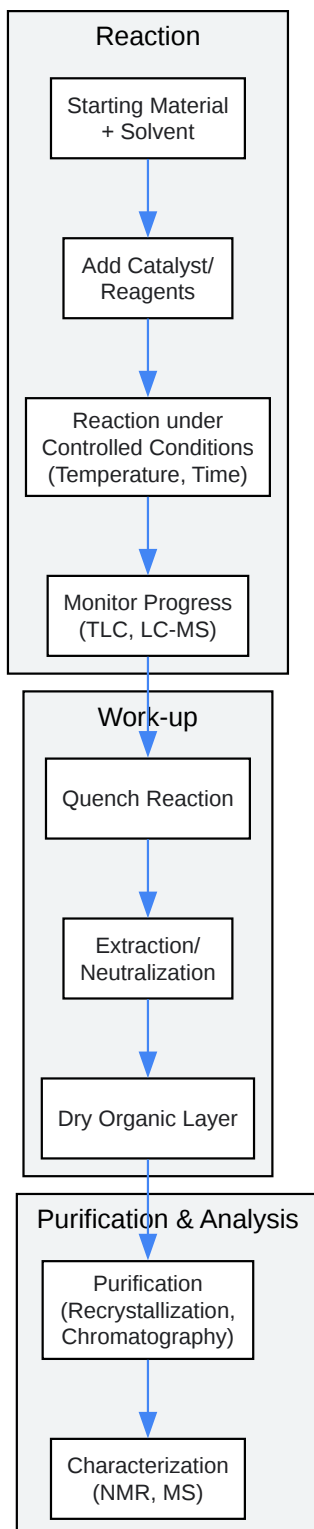 Reaction
Starting Material
+ Solvent
Add Catalyst/
Reagents
Reaction under
Controlled Conditions
(Temperature, Time)
Monitor Progress
(TLC, LC-MS)
Work-up
Quench Reaction
Extraction/
Neutralization
Dry Organic Layer
Purification & Analysis
Purification
(Recrystallization,
Chromatography)
Characterization
(NMR, MS)